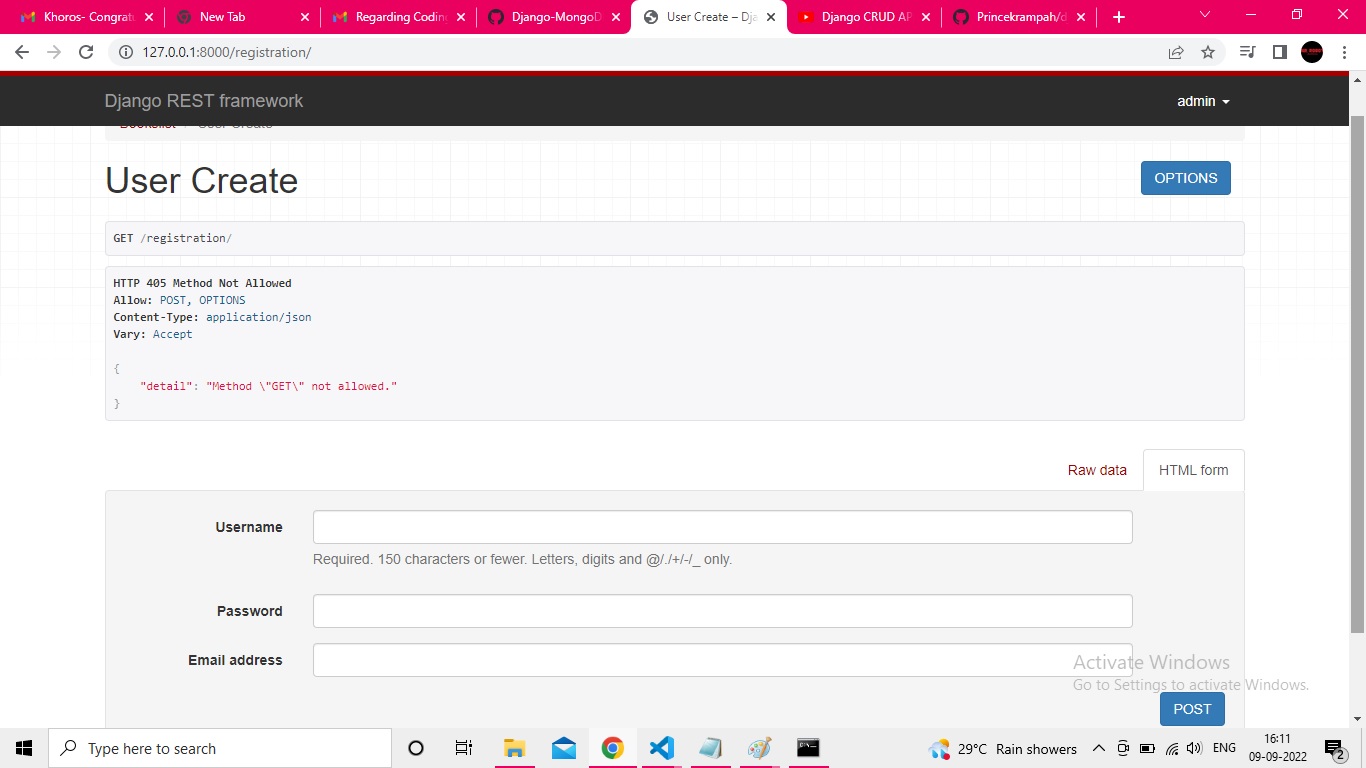 Khoros- Congratu
New Tab
Regarding Coding
Django-MongoD
User Create – Dja
Django CRUD AP
Princekrampah/d
127.0.0.1:8000/registration/
Django REST framework
admin
User Create
User Create
OPTIONS
GET /registration/
HTTP 405 Method Not Allowed
Allow: POST, OPTIONS
Content-Type: application/json
Vary: Accept
{
"detail": "Method \"GET\" not allowed."
}
Raw data
HTML form
Username
Required. 150 characters or fewer. Letters, digits and @/./+/-/_ only.
Password
Email address
Activate Windows
Go to Settings to activate Windows.
POST
Type here to search
29°C Rain showers
ENG
16:11
09-09-2022
2